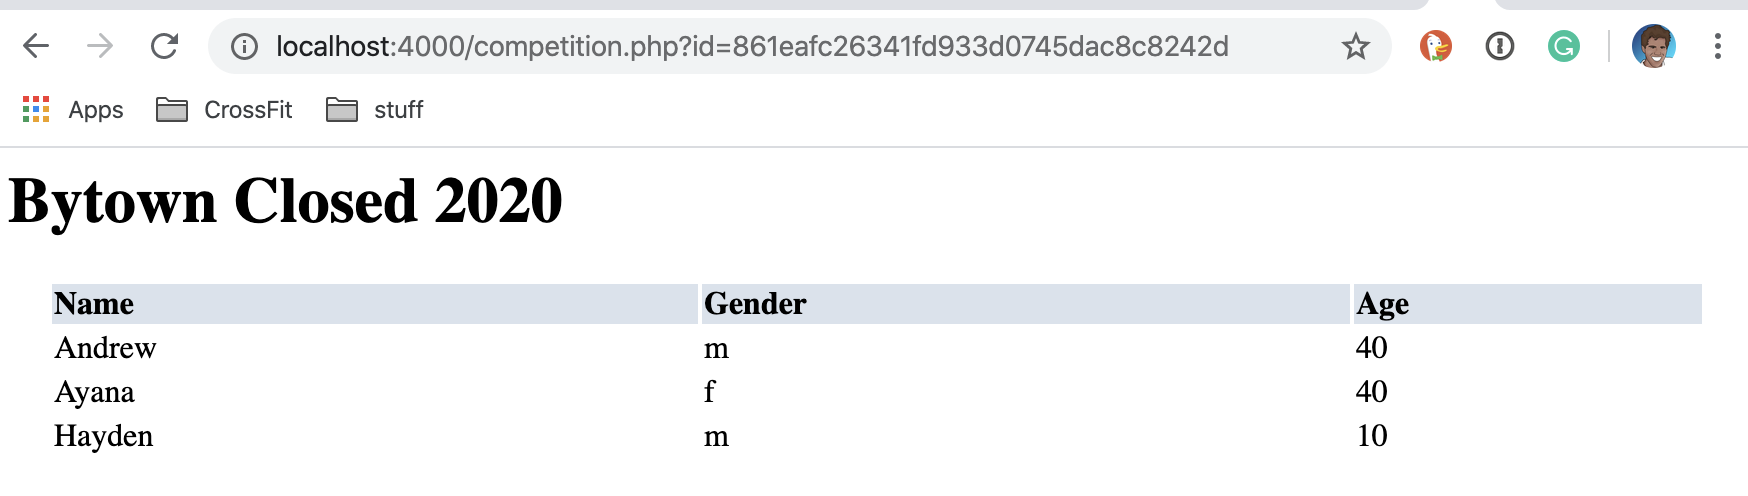 localhost:4000/competition.php?id=861eafc26341fd933d0745dac8c8242d
Apps CrossFit stuff
Bytown Closed 2020
Name Gender Age
Andrew m 40
Ayana f 40
Hayden m 10